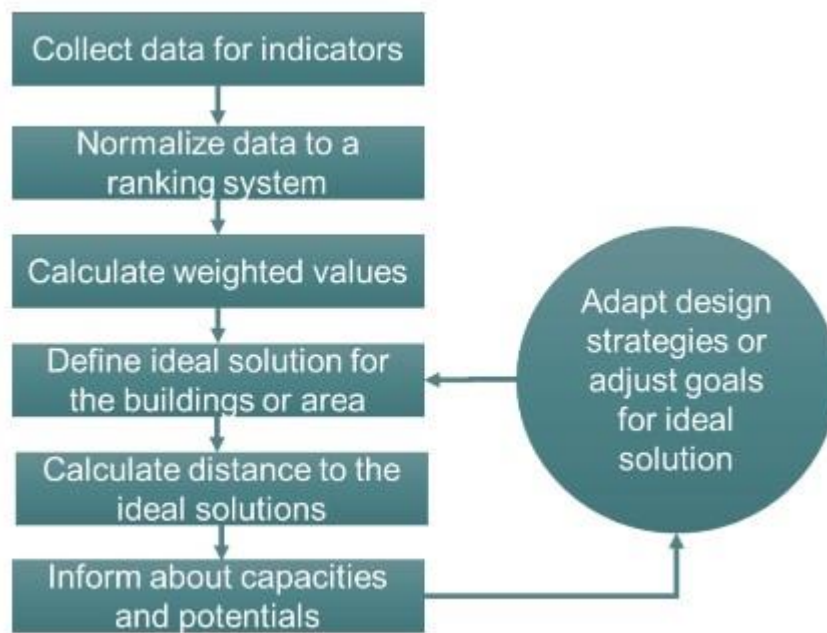 Collect data for indicators
Normalize data to a
ranking system
Calculate weighted values
Define ideal solution for
the buildings or area
Calculate distance to the
ideal solutions
Inform about capacities
and potentials
Adapt design
strategies or
adjust goals
for ideal
solution